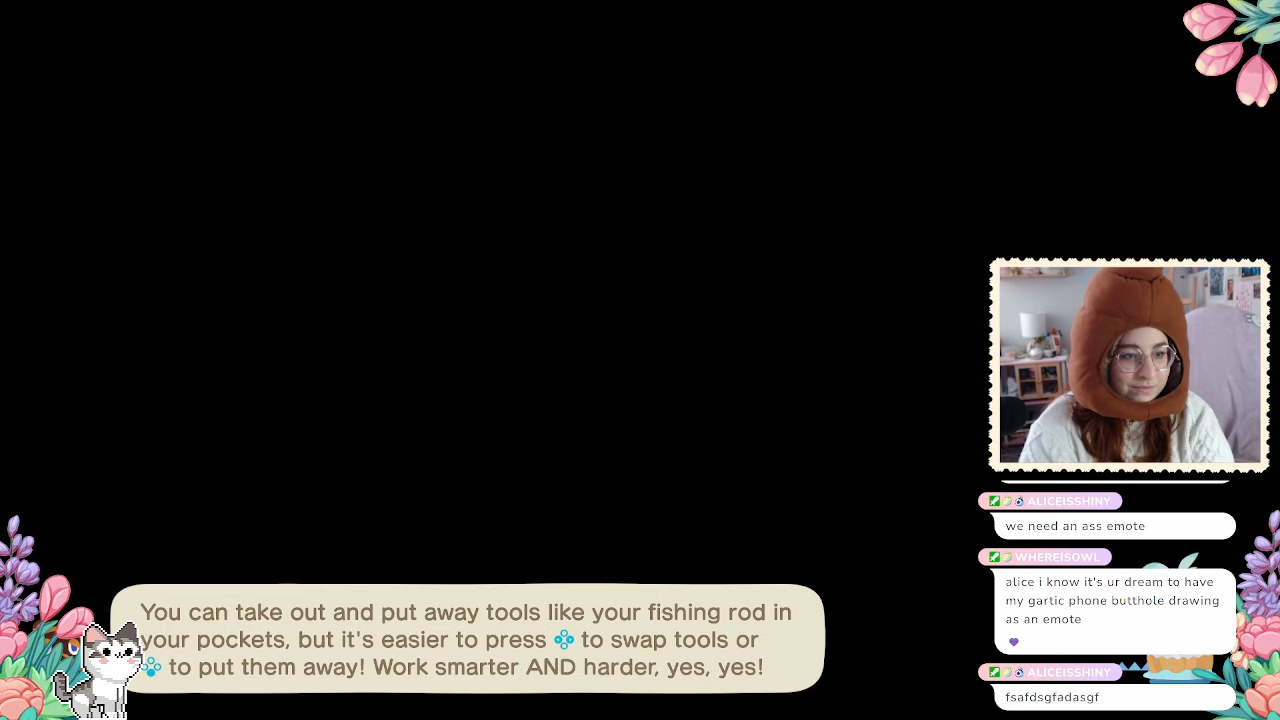 You can take out and put away tools like your fishing rod in
your pockets, but it's easier to press to swap tools or
to put them away! Work smarter AND harder, yes, yes!
ALICEISSHINY
we need an ass emote
WHEREISOWL
alice i know it's ur dream to have
my gartic phone butthole drawing
as an emote
ALICEISSHINY
fsafdsgfadasgf